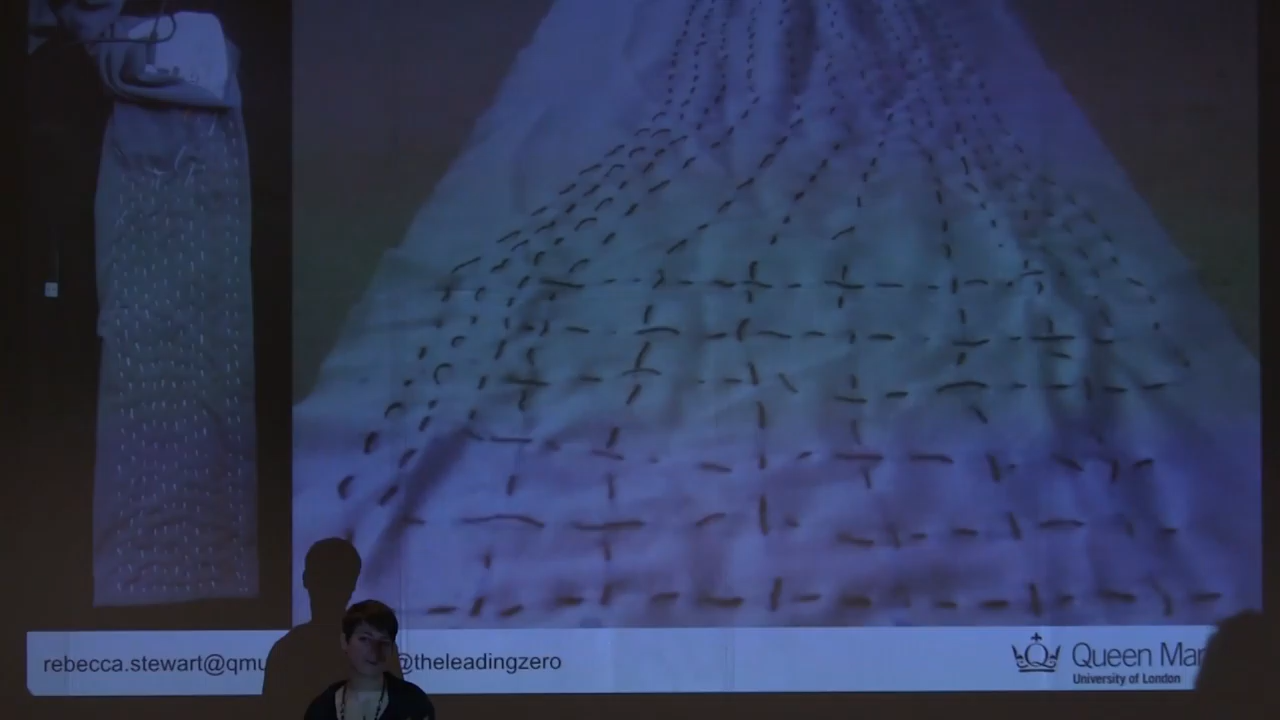 rebecca.stewart@qmu
@theleadingzero
Queen Mar
University of London